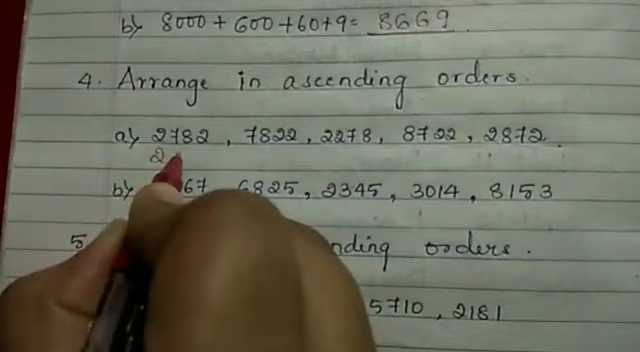 b) 8000 + 600 + 60 + 9 = 8669
4. Arrange in ascending orders.
a) 2782 , 7822 , 2278 , 8722 , 2872 .
2
b) 67 6825 , 2345 , 3014 , 8153
5 nding orders .
5710 , 2181